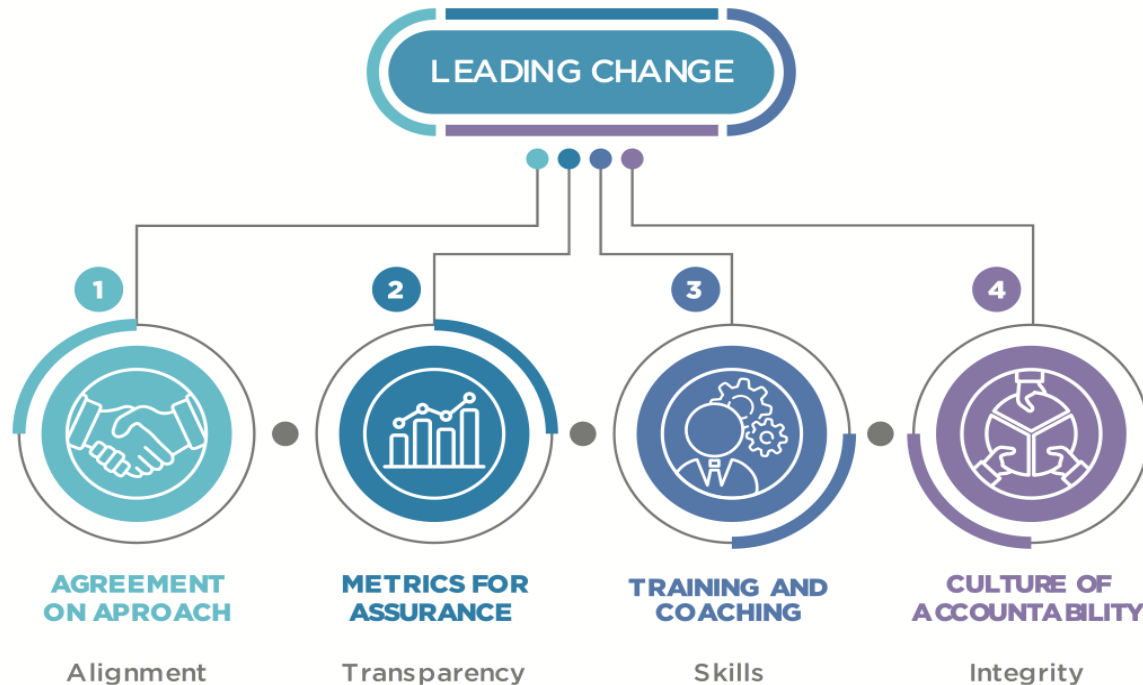 LEADING CHANGE
1
2
3
4
AGREEMENT
ON APROACH
METRICS FOR
ASSURANCE
TRAINING AND
COACHING
CULTURE OF
ACCOUNTABILITY
Alignment
Transparency
Skills
Integrity